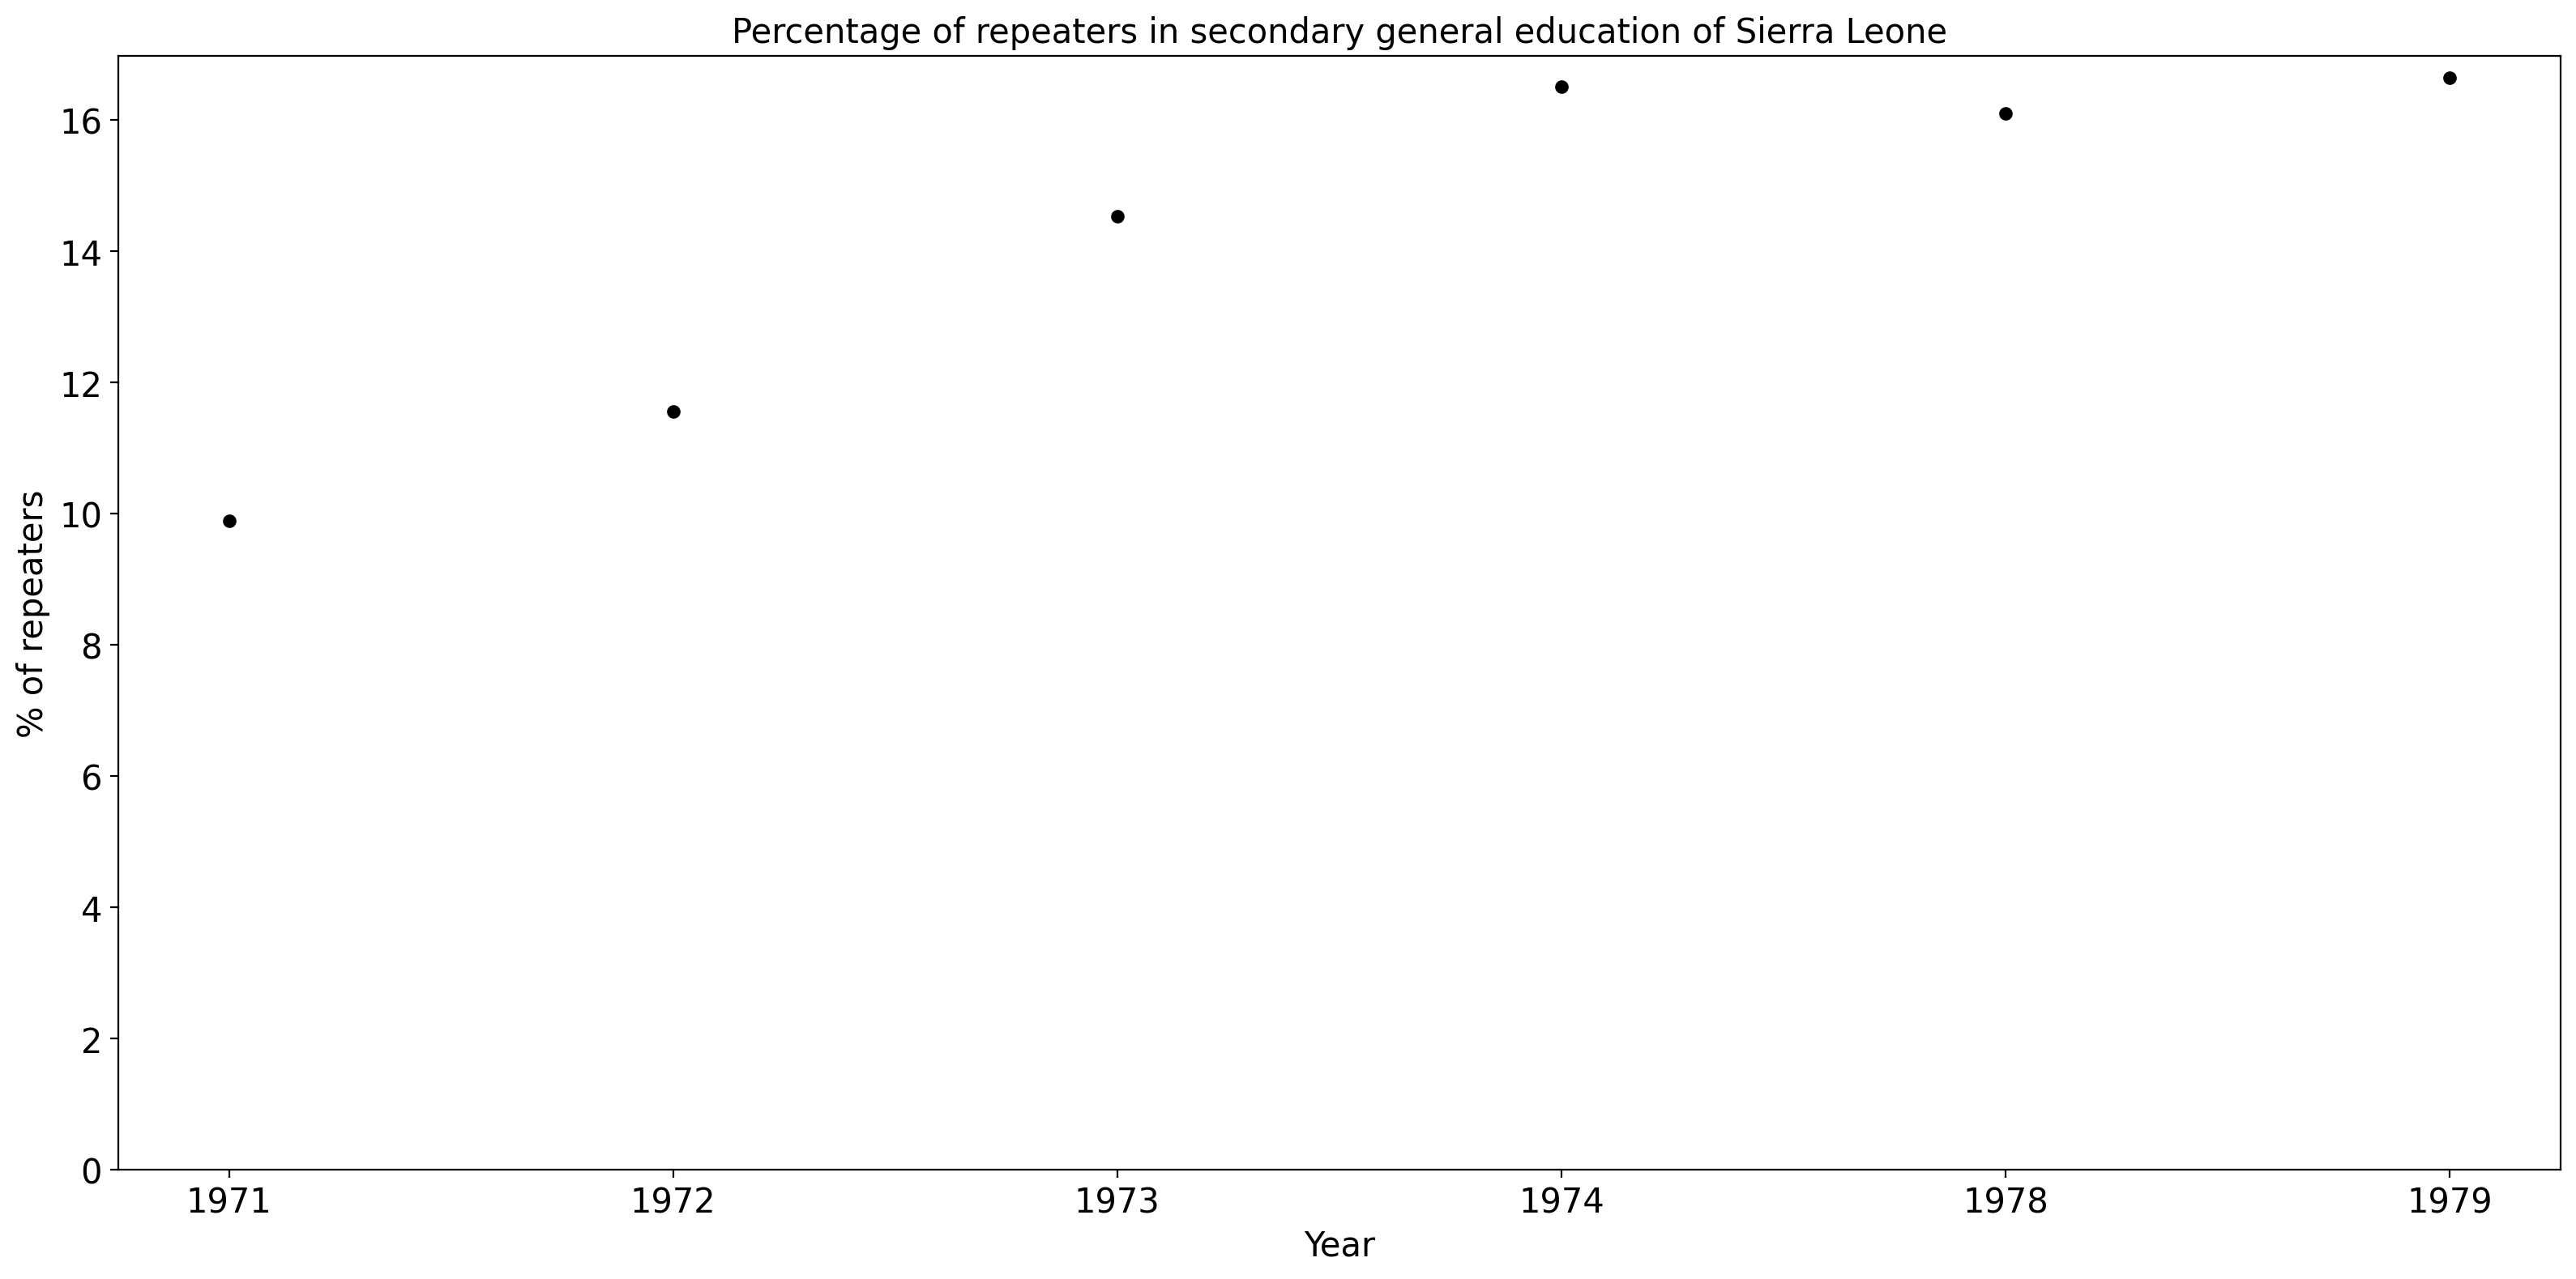 Percentage of repeaters in secondary general education of Sierra Leone
16
14
12
10
8
6
4
2
0
% of repeaters
1971 1972 1973 1974 1978 1979
Year